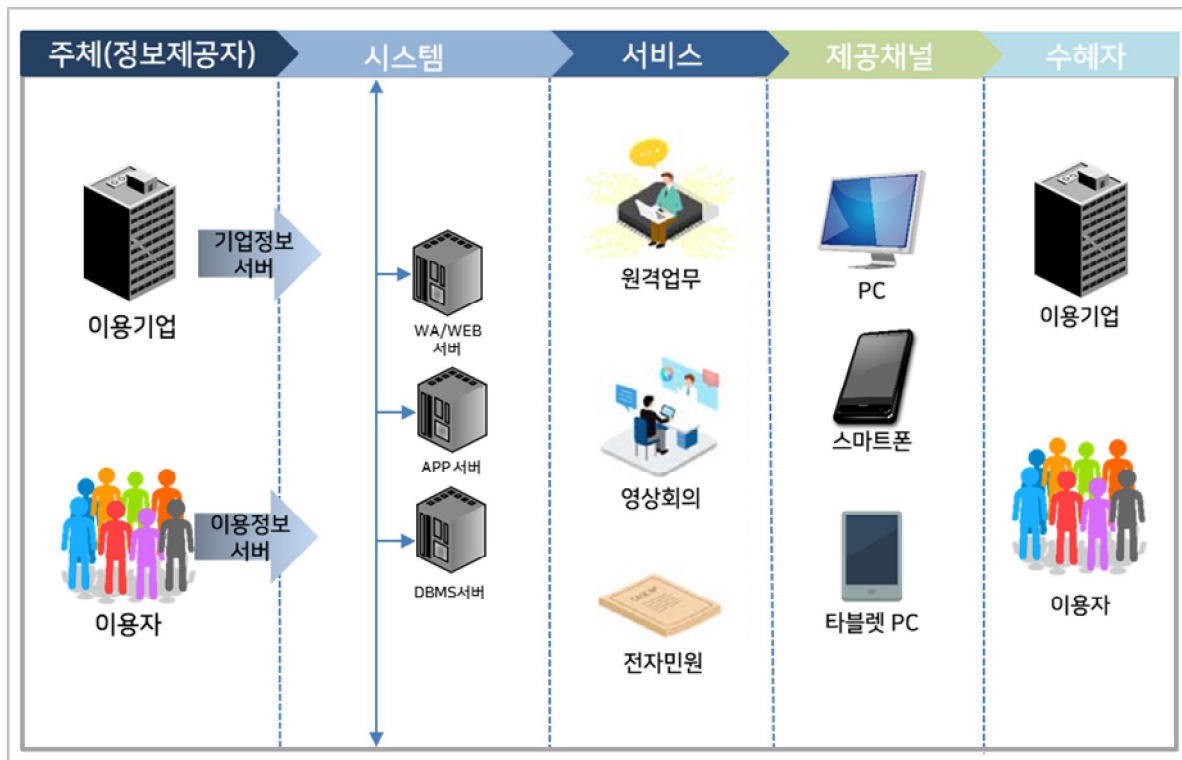 주체(정보제공자)
시스템
서비스
제공채널
수혜자
기업정보
서버
이용기업
이용정보
서버
이용자
WA/WEB
서버
APP 서버
DBMS서버
원격업무
영상회의
전자민원
PC
스마트폰
타블렛 PC
이용기업
이용자